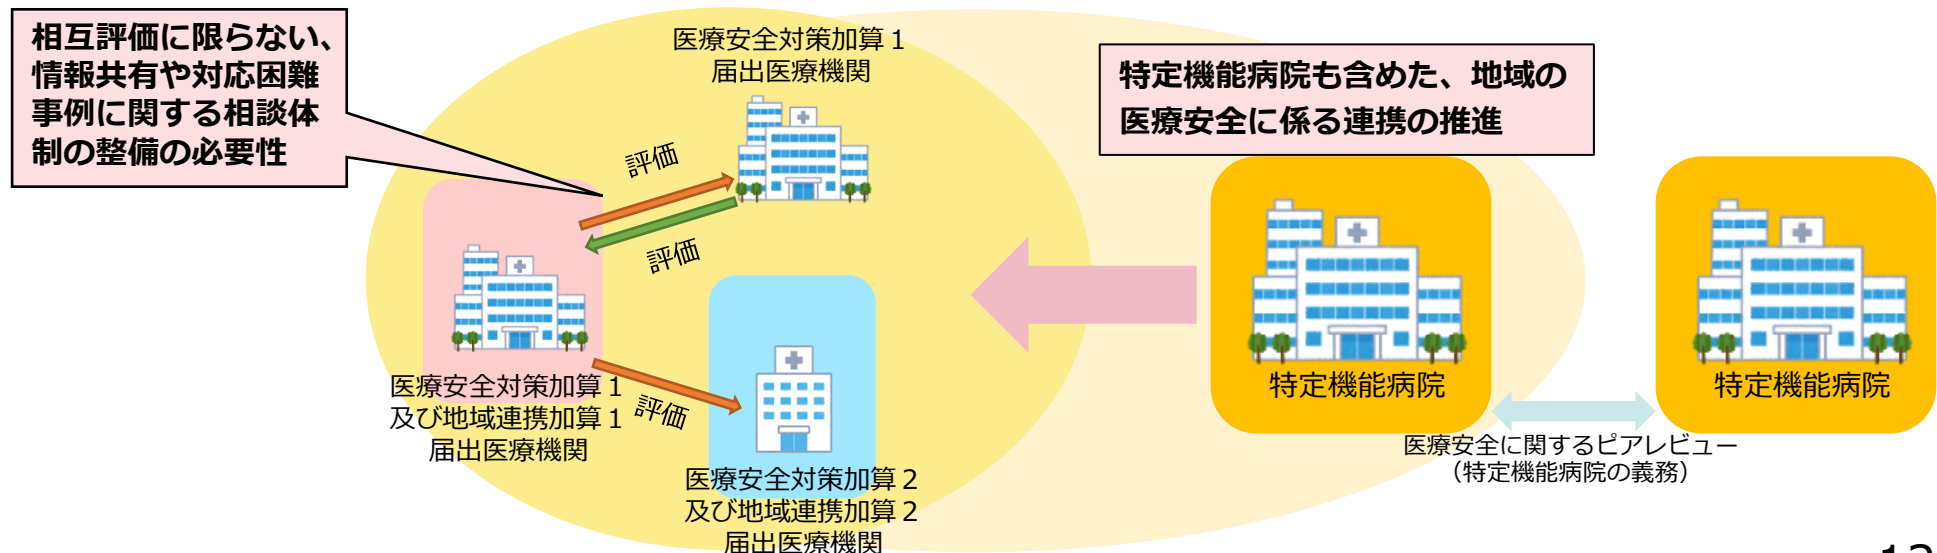 相互評価に限らない、
情報共有や対応困難
事例に関する相談体
制の整備の必要性
医療安全対策加算１
届出医療機関
特定機能病院も含めた、地域の
医療安全に係る連携の推進
評価
評価
医療安全対策加算１
及び地域連携加算１
届出医療機関
評価
医療安全対策加算２
及び地域連携加算２
届出医療機関
特定機能病院
特定機能病院
医療安全に関するピアレビュー
（特定機能病院の義務）